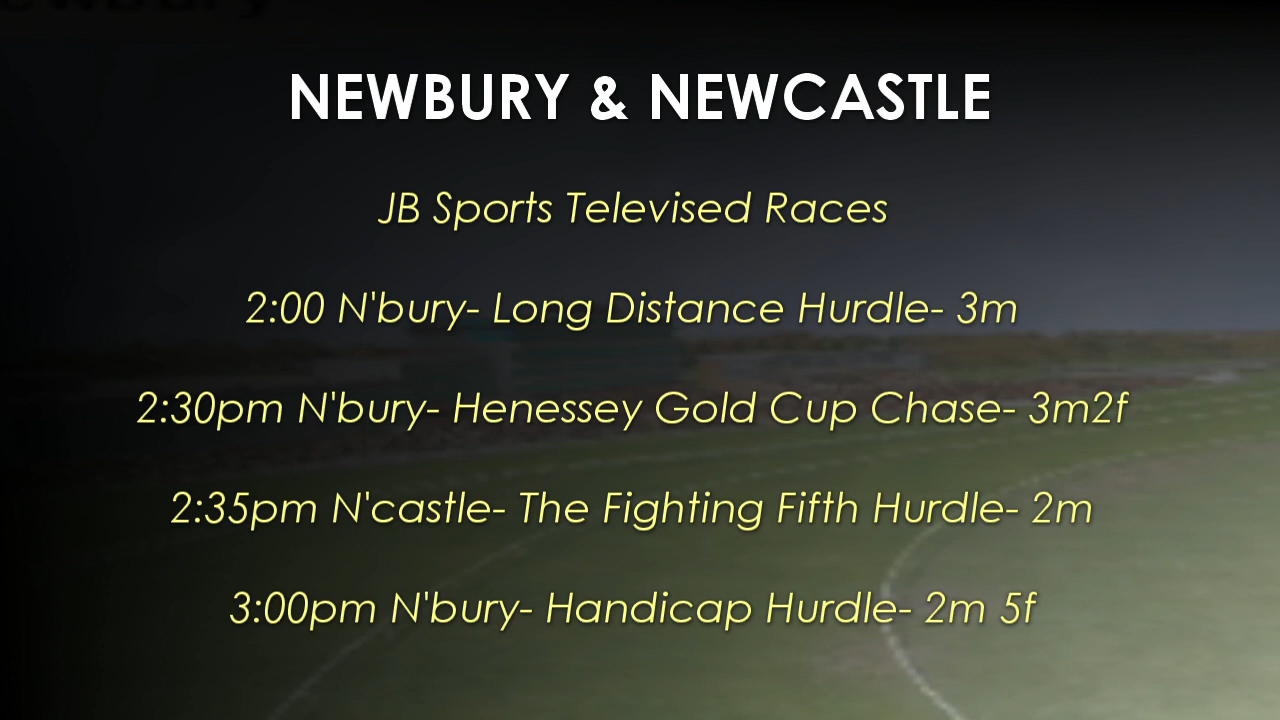 NEWBURY & NEWCASTLE
JB Sports Televised Races
2:00 N'bury- Long Distance Hurdle- 3m
2:30pm N'bury- Henessey Gold Cup Chase- 3m2f
2:35pm N'castle- The Fighting Fifth Hurdle- 2m
3:00pm N'bury- Handicap Hurdle- 2m 5f